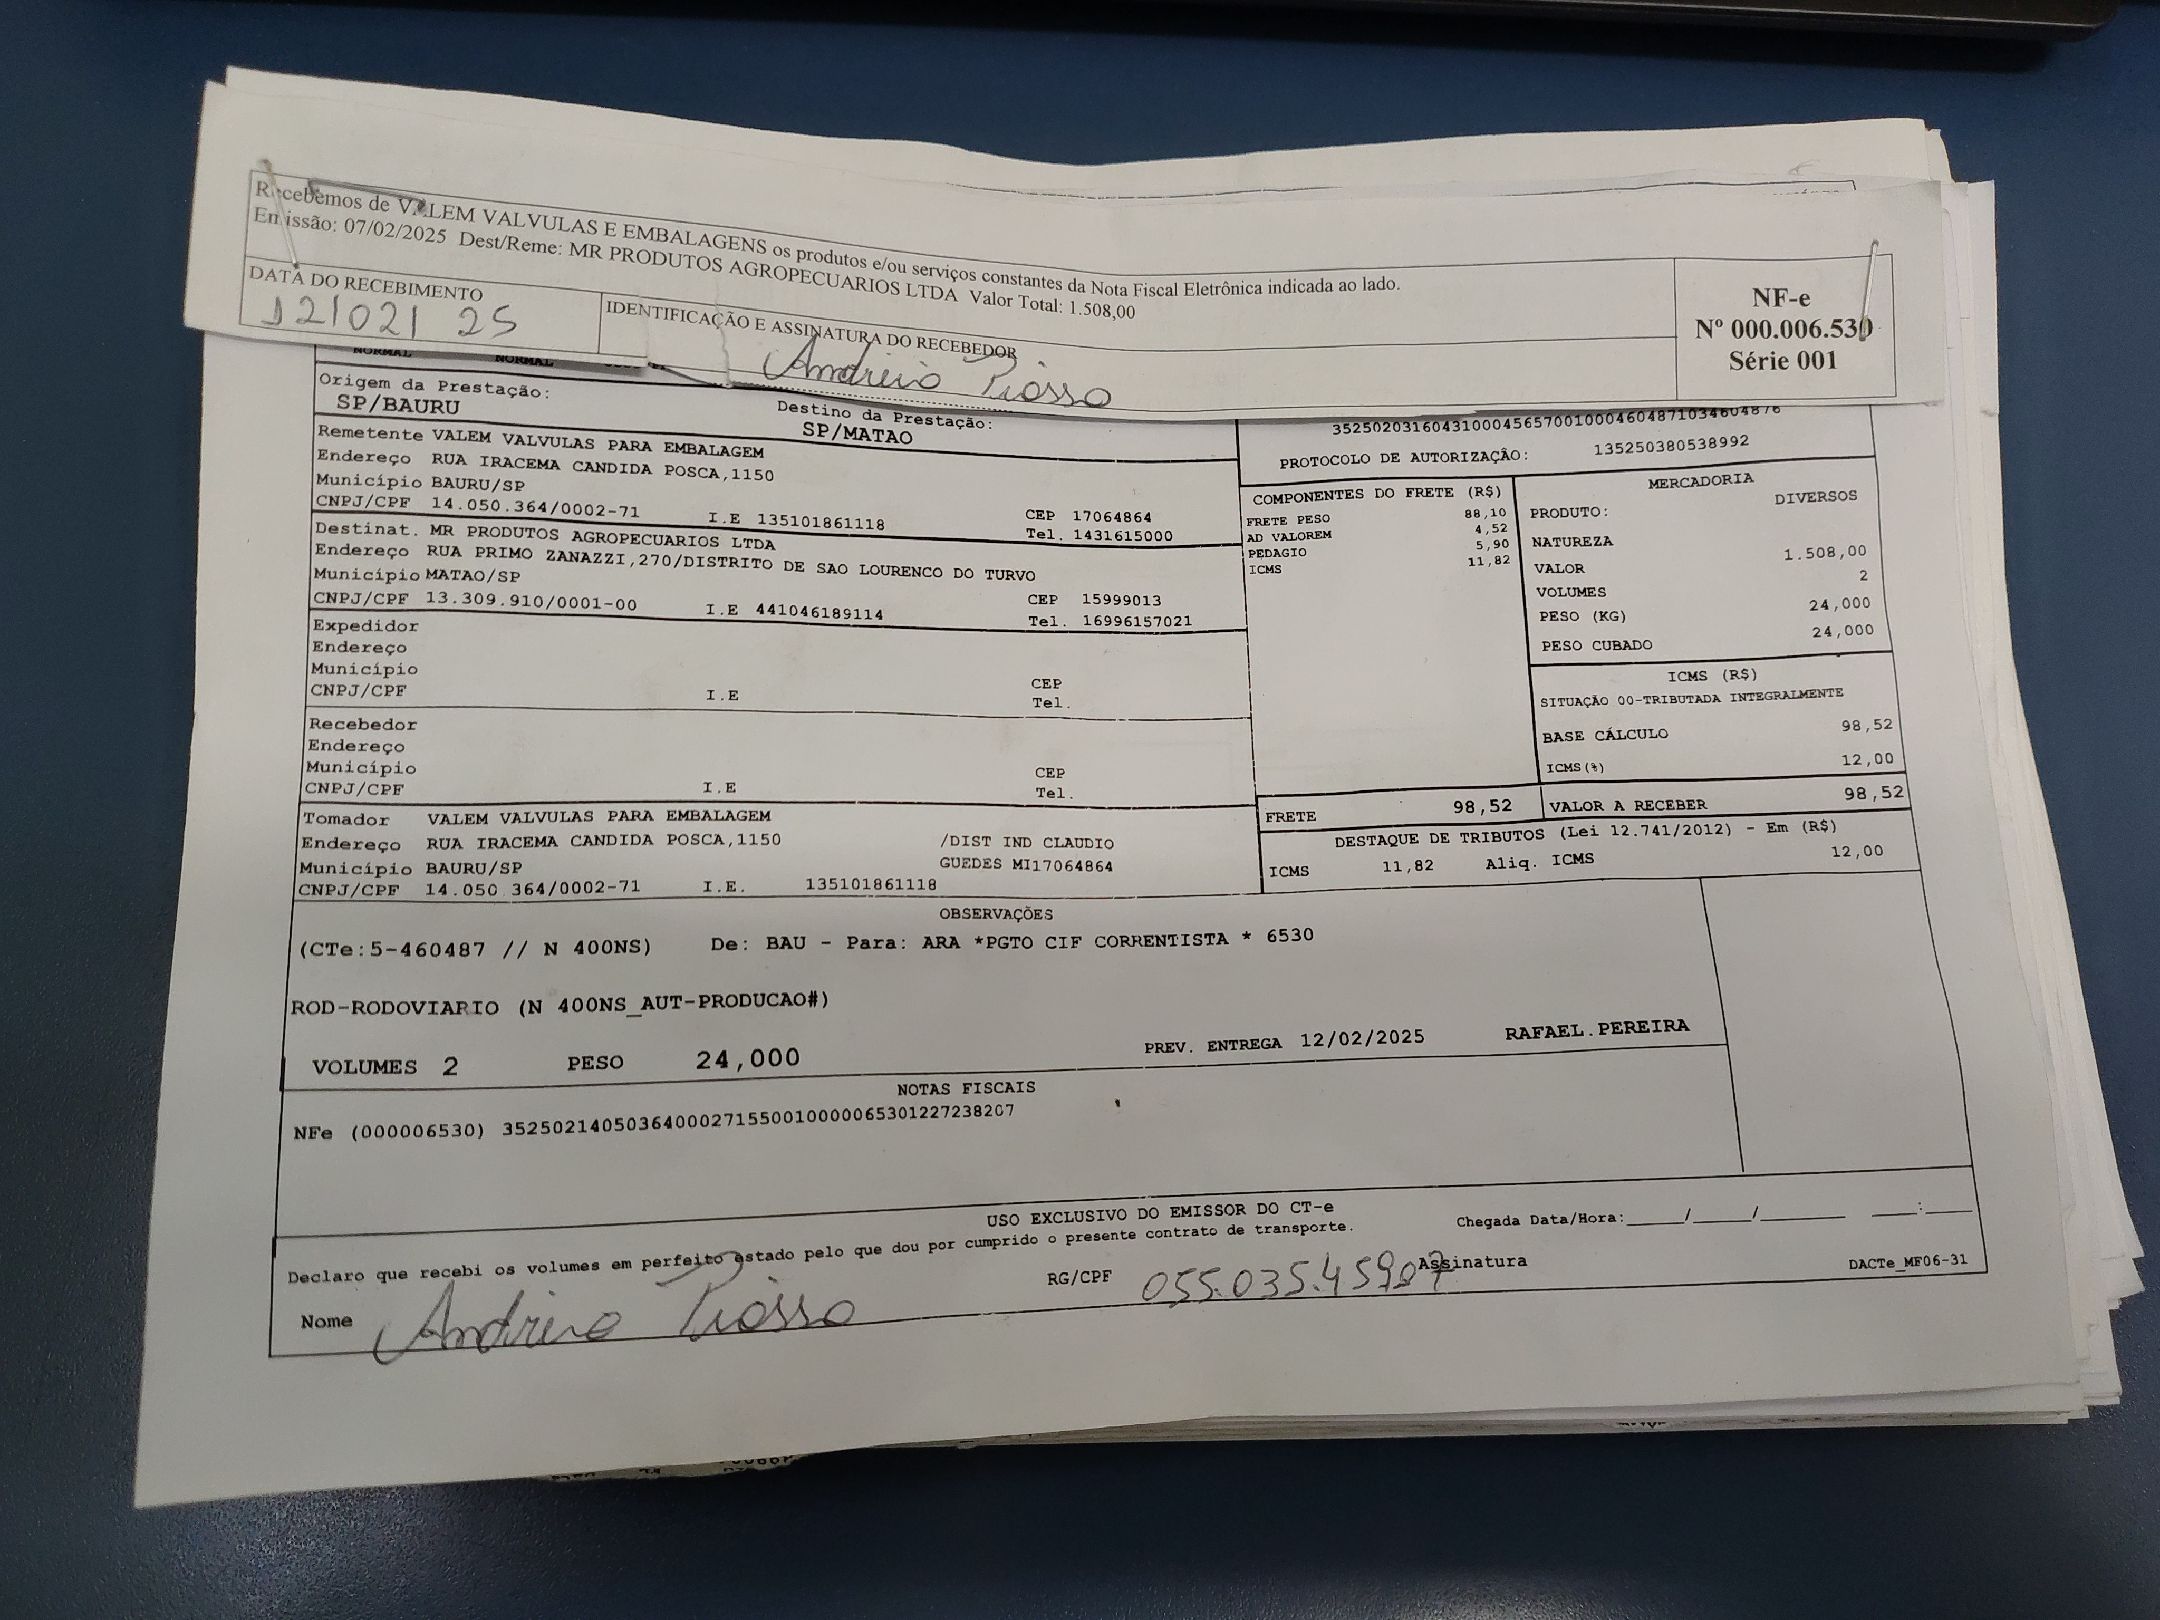 Recebemos de VALEM VALVULAS E EMBALAGENS os produtos e/ou serviços constantes da Nota Fiscal Eletrônica indicada ao lado.
Emissão: 07/02/2025 Dest/Reme: MR PRODUTOS AGROPECUARIOS LTDA Valor Total: 1.508,00
DATA DO RECEBIMENTO
12/02/25
IDENTIFICAÇÃO E ASSINATURA DO RECEBEDOR
NF-e
Nº 000.006.530
Série 001
NORMAL NORMAL
Origem da Prestação:
SP/BAURU
Destino da Prestação:
SP/MATAO
Remetente VALEM VALVULAS PARA EMBALAGEM
Endereço RUA IRACEMA CANDIDA POSCA,1150
Município BAURU/SP
CNPJ/CPF 14.050.364/0002-71 I.E 135101861118
CEP 17064864
Tel. 1431615000
Destinat. MR PRODUTOS AGROPECUARIOS LTDA
Endereço RUA PRIMO ZANAZZI,270/DISTRITO DE SAO LOURENCO DO TURVO
Município MATAO/SP
CNPJ/CPF 13.309.910/0001-00 I.E 441046189114
CEP 15999013
Tel. 16996157021
Expedidor
Endereço
Município
CNPJ/CPF I.E
CEP
Tel.
Recebedor
Endereço
Município
CNPJ/CPF I.E
CEP
Tel.
Tomador VALEM VALVULAS PARA EMBALAGEM
Endereço RUA IRACEMA CANDIDA POSCA,1150 /DIST IND CLAUDIO
Município BAURU/SP GUEDES MI17064864
CNPJ/CPF 14.050.364/0002-71 I.E. 135101861118
35250203160431000456570010004604871034604876
PROTOCOLO DE AUTORIZAÇÃO: 135250380538992
COMPONENTES DO FRETE (R$)
FRETE PESO 88,10
AD VALOREM 4,52
PEDAGIO 5,90
ICMS 11,82
MERCADORIA
PRODUTO: DIVERSOS
NATUREZA
VALOR 1.508,00
VOLUMES 2
PESO (KG) 24,000
PESO CUBADO 24,000
ICMS (R$)
SITUAÇÃO 00-TRIBUTADA INTEGRALMENTE
BASE CÁLCULO 98,52
ICMS(%) 12,00
FRETE 98,52
VALOR A RECEBER 98,52
DESTAQUE DE TRIBUTOS (Lei 12.741/2012) - Em (R$)
ICMS 11,82 Aliq. ICMS 12,00
OBSERVAÇÕES
(CTe:5-460487 // N 400NS) De: BAU - Para: ARA *PGTO CIF CORRENTISTA * 6530
ROD-RODOVIARIO (N 400NS_AUT-PRODUCAO#)
VOLUMES 2 PESO 24,000 PREV. ENTREGA 12/02/2025 RAFAEL.PEREIRA
NOTAS FISCAIS
NFe (000006530) 35250214050364000271550010000065301227238207
USO EXCLUSIVO DO EMISSOR DO CT-e
Declaro que recebi os volumes em perfeito estado pelo que dou por cumprido o presente contrato de transporte.
Chegada Data/Hora:____/____/______ ___:___
Nome
RG/CPF
Assinatura
DACTe_MF06-31